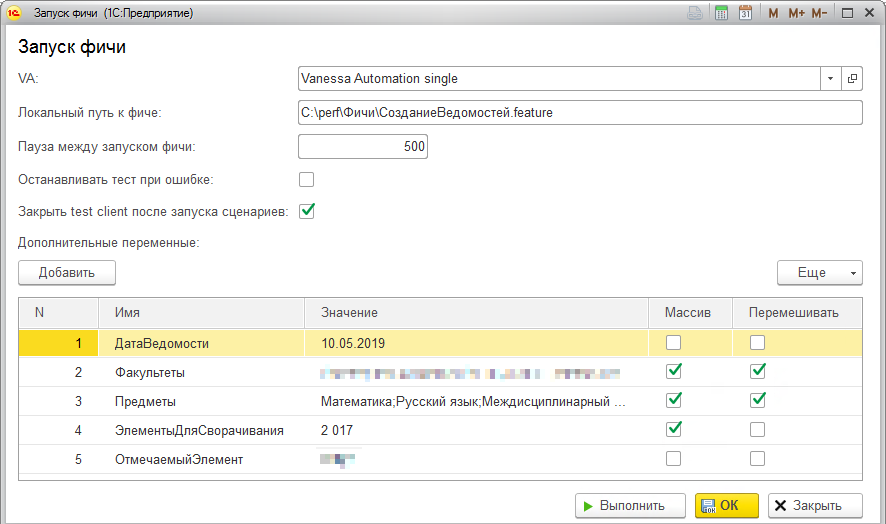 Запуск фичи (1С:Предприятие)
M M+ M-
Запуск фичи
VA: Vanessa Automation single
Локальный путь к фиче: C:\perf\Фичи\СозданиеВедомостей.feature
Пауза между запуском фичи: 500
Останавливать тест при ошибке:
Закрыть test client после запуска сценариев:
Дополнительные переменные:
Добавить Еще
N Имя Значение Массив Перемешивать
1 ДатаВедомости 10.05.2019
2 Факультеты
3 Предметы Математика;Русский язык;Междисциплинарный ...
4 ЭлементыДляСворачивания 2 017
5 ОтмечаемыйЭлемент
Выполнить OK Закрыть